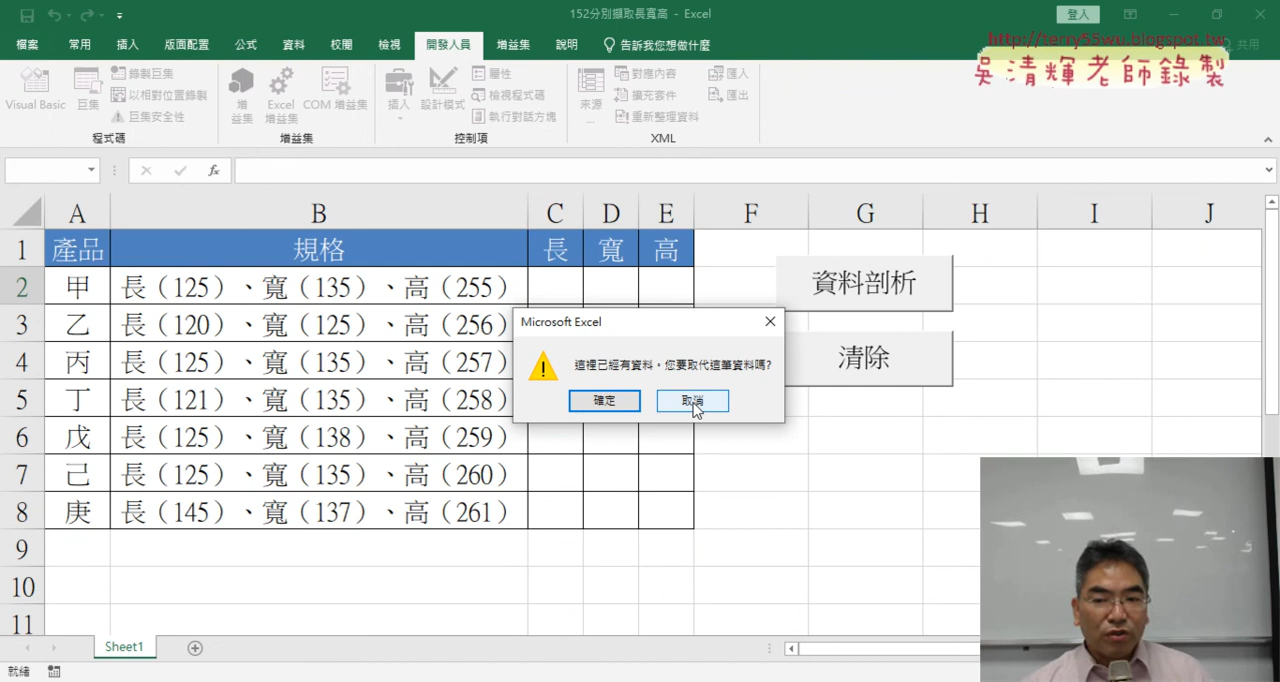 152分別擷取長寬高 - Excel
登入
檔案 常用 插入 版面配置 公式 資料 校閱 檢視 開發人員 增益集 說明 告訴我您想做什麼 共用
http://terry55wu.blogspot.tw
吳清輝老師錄製
Visual Basic 巨集 錄製巨集 以相對位置錄製 巨集安全性 程式碼
增益集 Excel 增益集 COM 增益集 增益集
插入 設計模式 屬性 檢視程式碼 執行對話方塊 控制項
來源 對應內容 擴充套件 重新整理資料 匯入 匯出 XML
fx
A B C D E F G H I J
1 產品 規格 長 寬 高
2 甲 長（125）、寬（135）、高（255）
3 乙 長（120）、寬（125）、高（256）
4 丙 長（125）、寬（135）、高（257）
5 丁 長（121）、寬（135）、高（258）
6 戊 長（125）、寬（138）、高（259）
7 己 長（125）、寬（135）、高（260）
8 庚 長（145）、寬（137）、高（261）
9
10
11
資料剖析
清除
Microsoft Excel
這裡已經有資料。您要取代這筆資料嗎?
確定 取消
Sheet1
就緒